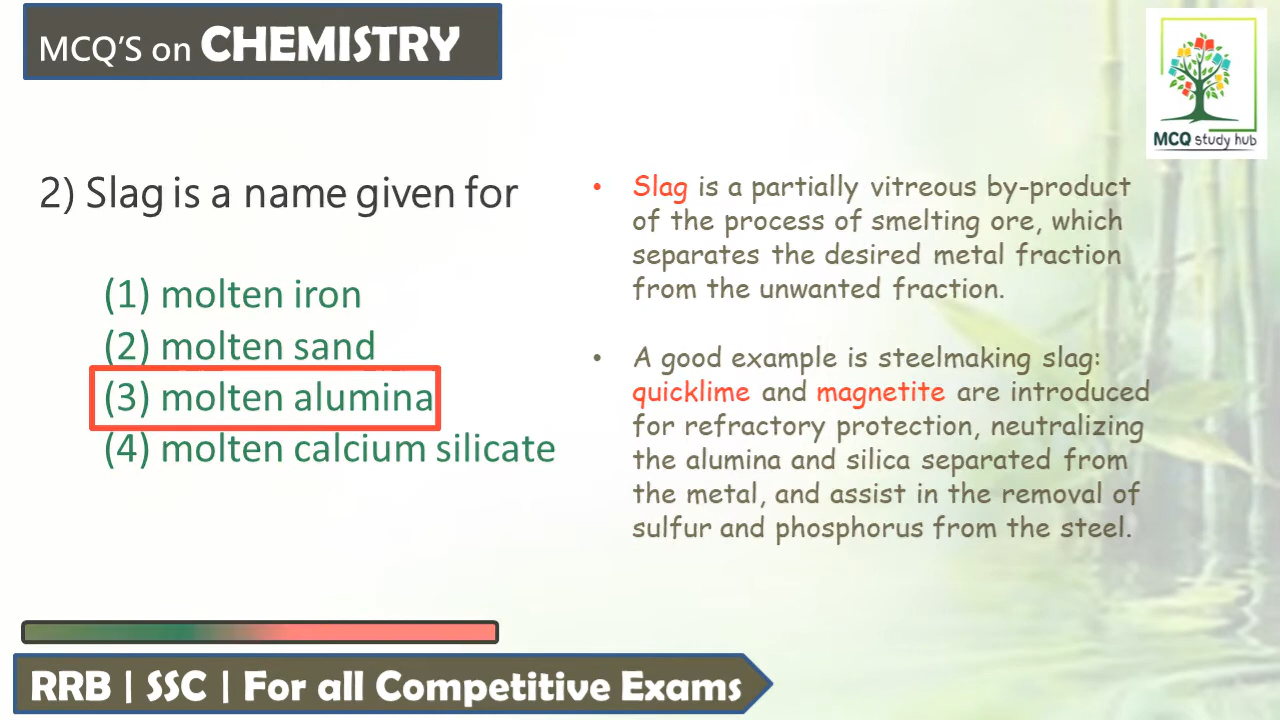 MCQ'S on CHEMISTRY
MCQ study hub
2) Slag is a name given for
(1) molten iron
(2) molten sand
(3) molten alumina
(4) molten calcium silicate
• Slag is a partially vitreous by-product
of the process of smelting ore, which
separates the desired metal fraction
from the unwanted fraction.
• A good example is steelmaking slag:
quicklime and magnetite are introduced
for refractory protection, neutralizing
the alumina and silica separated from
the metal, and assist in the removal of
sulfur and phosphorus from the steel.
RRB | SSC | For all Competitive Exams